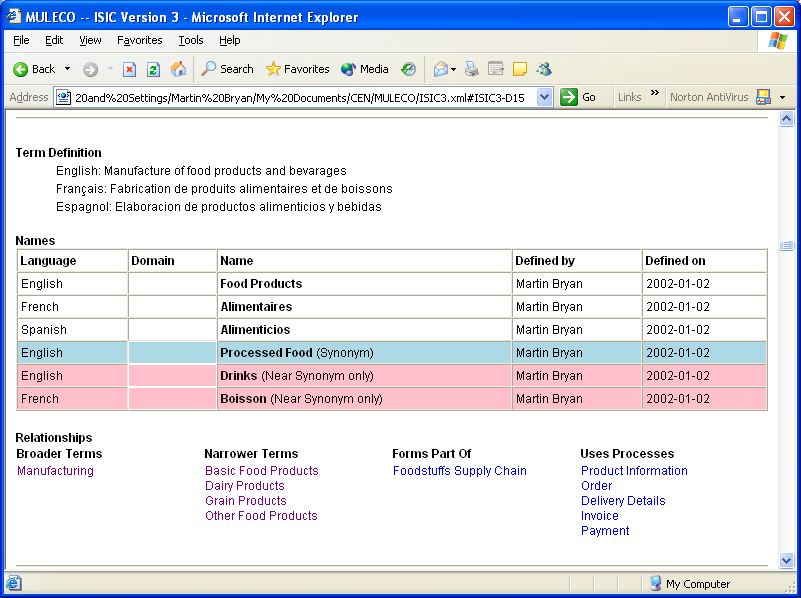 MULECO -- ISIC Version 3 - Microsoft Internet Explorer
File Edit View Favorites Tools Help
Back Search Favorites Media
Address 20and%20Settings/Martin%20Bryan/My%20Documents/CEN/MULECO/ISIC3.xml#ISIC3-D15 Go Links » Norton AntiVirus
Term Definition
English: Manufacture of food products and bevarages
Français: Fabrication de produits alimentaires et de boissons
Espagnol: Elaboracion de productos alimenticios y bebidas
Names
Language Domain Name Defined by Defined on
English Food Products Martin Bryan 2002-01-02
French Alimentaires Martin Bryan 2002-01-02
Spanish Alimenticios Martin Bryan 2002-01-02
English Processed Food (Synonym) Martin Bryan 2002-01-02
English Drinks (Near Synonym only) Martin Bryan 2002-01-02
French Boisson (Near Synonym only) Martin Bryan 2002-01-02
Relationships
Broader Terms Narrower Terms Forms Part Of Uses Processes
Manufacturing Basic Food Products Foodstuffs Supply Chain Product Information
Dairy Products Order
Grain Products Delivery Details
Other Food Products Invoice
Payment
My Computer